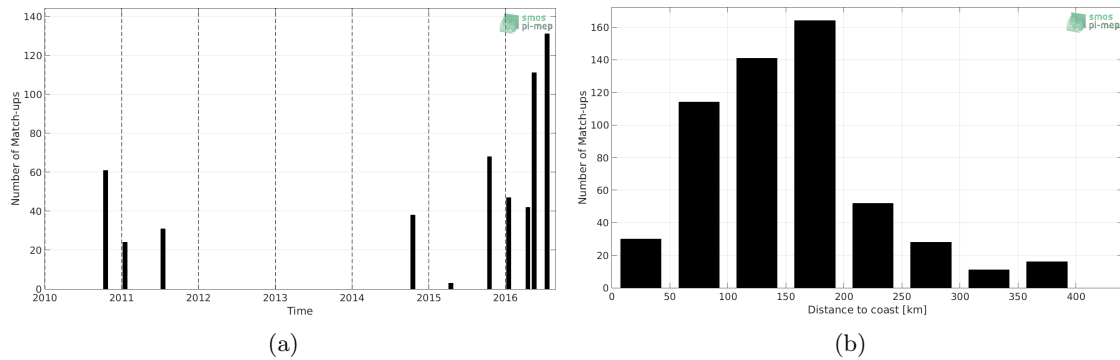 140
120
100
80
60
40
20
0
2010 2011 2012 2013 2014 2015 2016
Time
Number of Match-ups
smos
pi-mep
(a)
160
140
120
100
80
60
40
20
0
0 50 100 150 200 250 300 350 400
Distance to coast [km]
Number of Match-ups
smos
pi-mep
(b)